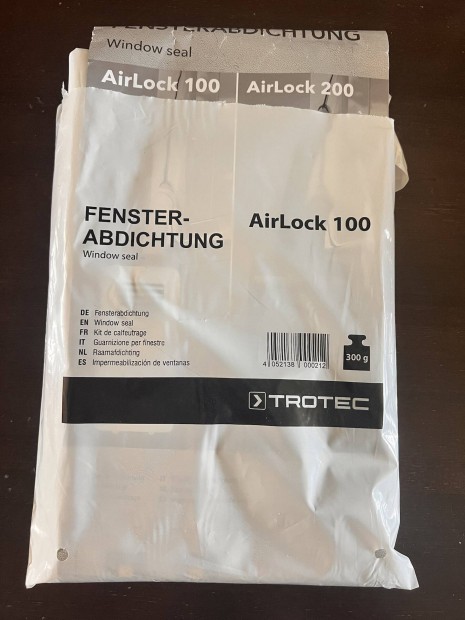 FENSTERABDICHTUNG
Window seal
AirLock 100
AirLock 200
FENSTER-
ABDICHTUNG
Window seal
AirLock 100
DE Fensterabdichtung
EN Window seal
FR Kit de calfeutrage
IT Guarnizione per finestre
NL Raamafdichting
ES Impermeabilización de ventanas
4 052138 000212
300 g
TROTEC